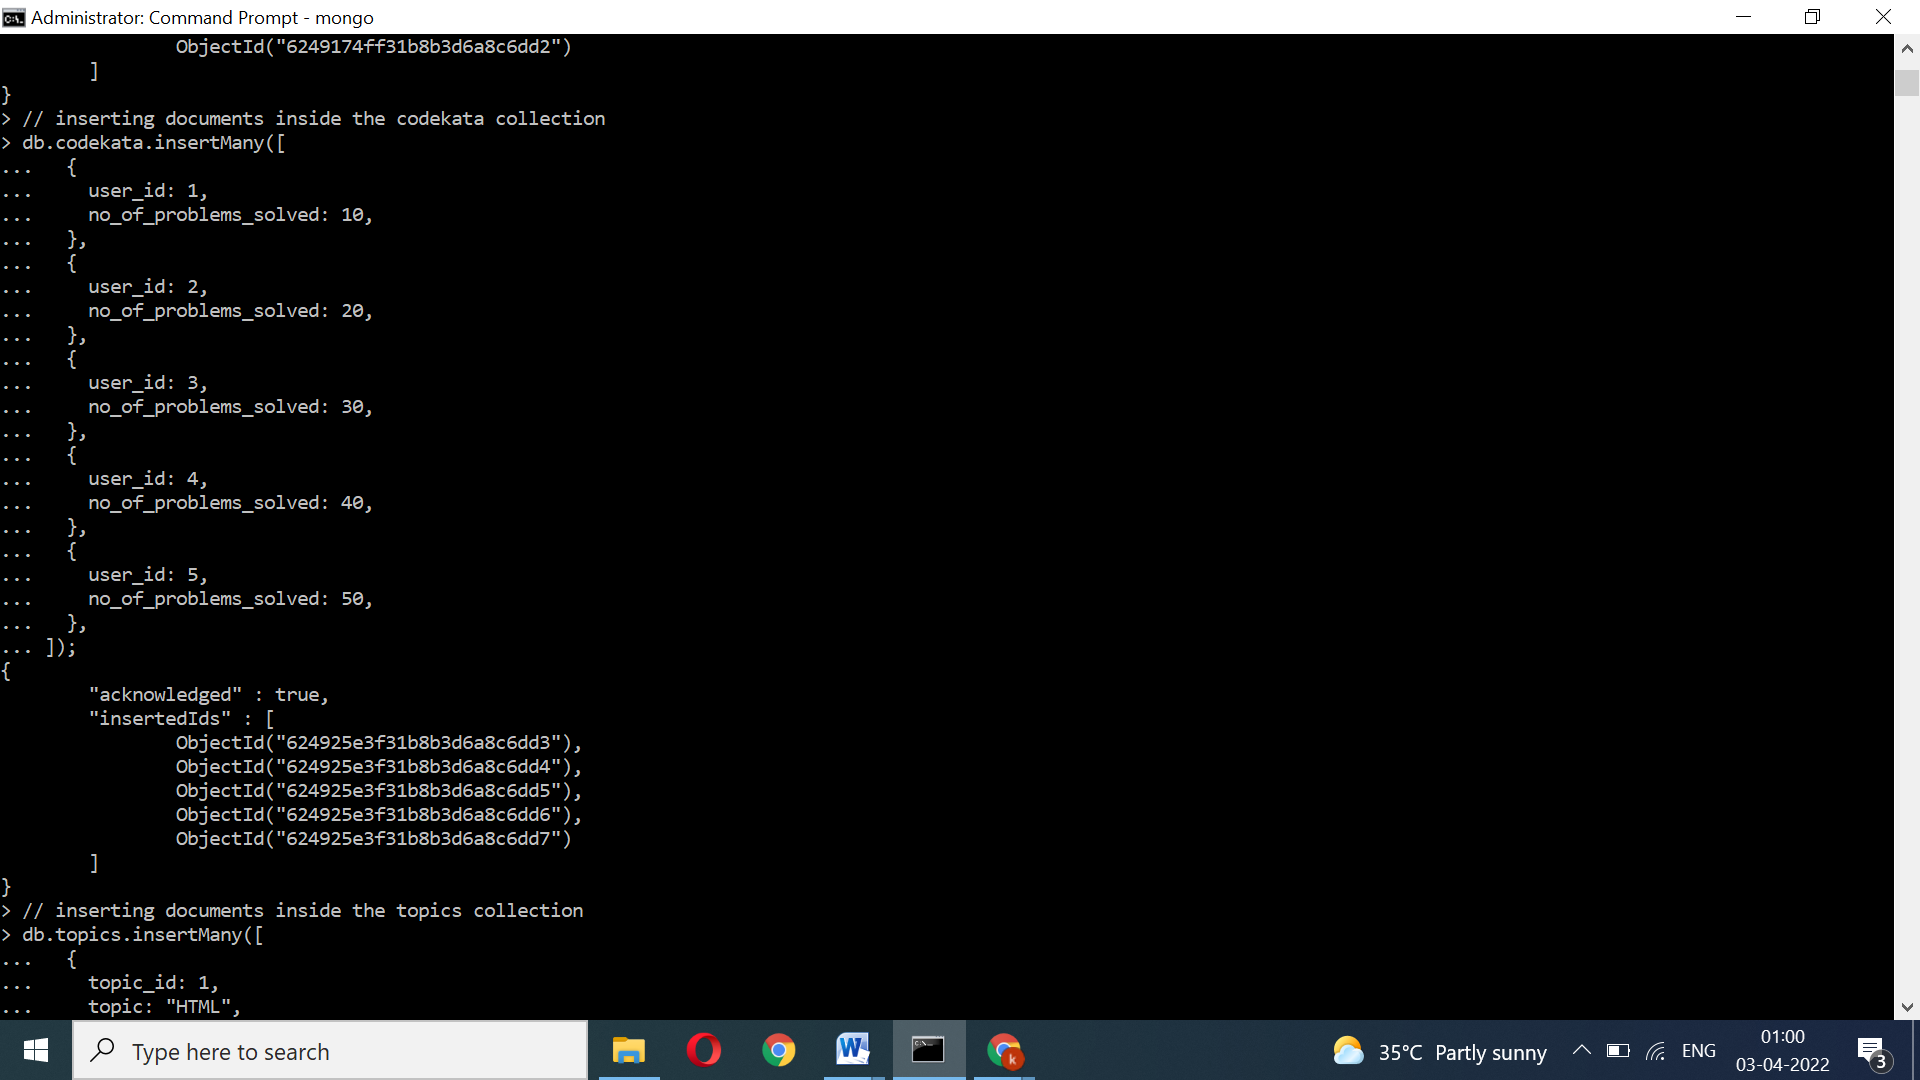 Administrator: Command Prompt - mongo
ObjectId("6249174ff31b8b3d6a8c6dd2")
]
}
> // inserting documents inside the codekata collection
> db.codekata.insertMany([
... {
... user_id: 1,
... no_of_problems_solved: 10,
... },
... {
... user_id: 2,
... no_of_problems_solved: 20,
... },
... {
... user_id: 3,
... no_of_problems_solved: 30,
... },
... {
... user_id: 4,
... no_of_problems_solved: 40,
... },
... {
... user_id: 5,
... no_of_problems_solved: 50,
... },
... ]);
{
"acknowledged" : true,
"insertedIds" : [
ObjectId("624925e3f31b8b3d6a8c6dd3"),
ObjectId("624925e3f31b8b3d6a8c6dd4"),
ObjectId("624925e3f31b8b3d6a8c6dd5"),
ObjectId("624925e3f31b8b3d6a8c6dd6"),
ObjectId("624925e3f31b8b3d6a8c6dd7")
]
}
> // inserting documents inside the topics collection
> db.topics.insertMany([
... {
... topic_id: 1,
... topic: "HTML",
Type here to search
35°C Partly sunny
ENG
01:00
03-04-2022
3